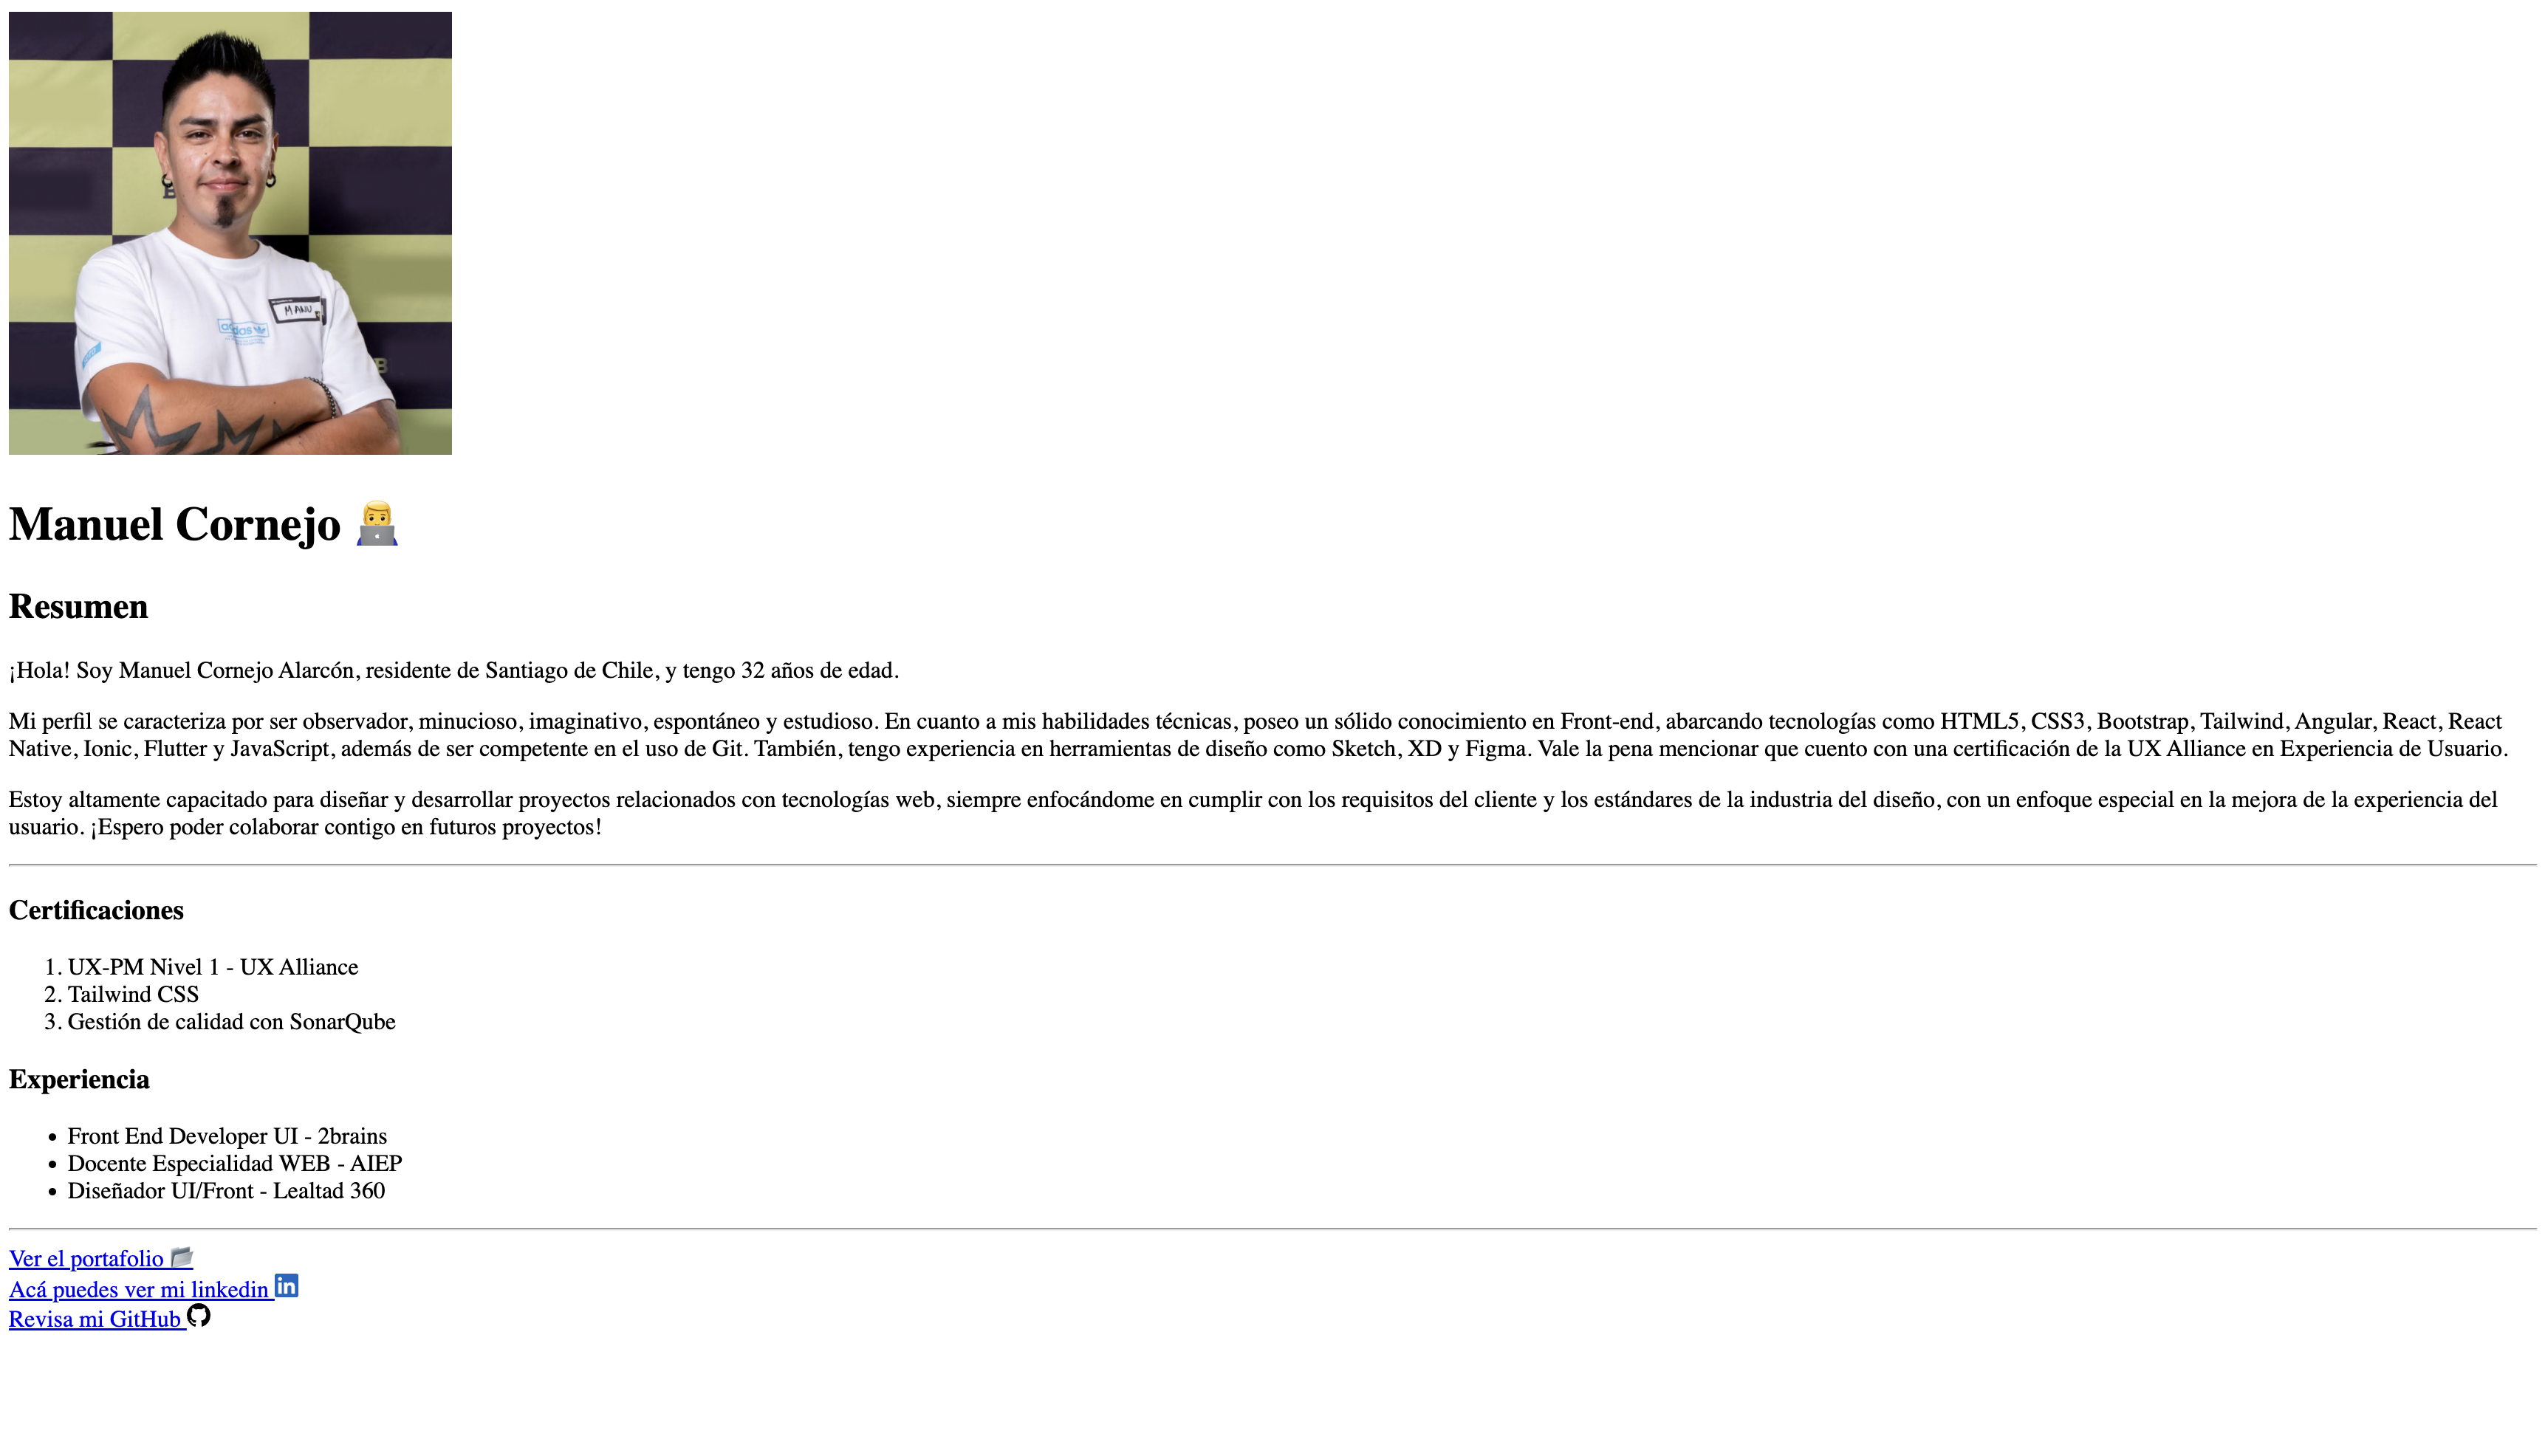 MANU
adidas
B
Manuel Cornejo 👨‍💻
Resumen
¡Hola! Soy Manuel Cornejo Alarcón, residente de Santiago de Chile, y tengo 32 años de edad.
Mi perfil se caracteriza por ser observador, minucioso, imaginativo, espontáneo y estudioso. En cuanto a mis habilidades técnicas, poseo un sólido conocimiento en Front-end, abarcando tecnologías como HTML5, CSS3, Bootstrap, Tailwind, Angular, React, React
Native, Ionic, Flutter y JavaScript, además de ser competente en el uso de Git. También, tengo experiencia en herramientas de diseño como Sketch, XD y Figma. Vale la pena mencionar que cuento con una certificación de la UX Alliance en Experiencia de Usuario.
Estoy altamente capacitado para diseñar y desarrollar proyectos relacionados con tecnologías web, siempre enfocándome en cumplir con los requisitos del cliente y los estándares de la industria del diseño, con un enfoque especial en la mejora de la experiencia del
usuario. ¡Espero poder colaborar contigo en futuros proyectos!
Certificaciones
1. UX-PM Nivel 1 - UX Alliance
2. Tailwind CSS
3. Gestión de calidad con SonarQube
Experiencia
• Front End Developer UI - 2brains
• Docente Especialidad WEB - AIEP
• Diseñador UI/Front - Lealtad 360
Ver el portafolio
Acá puedes ver mi linkedin in
Revisa mi GitHub